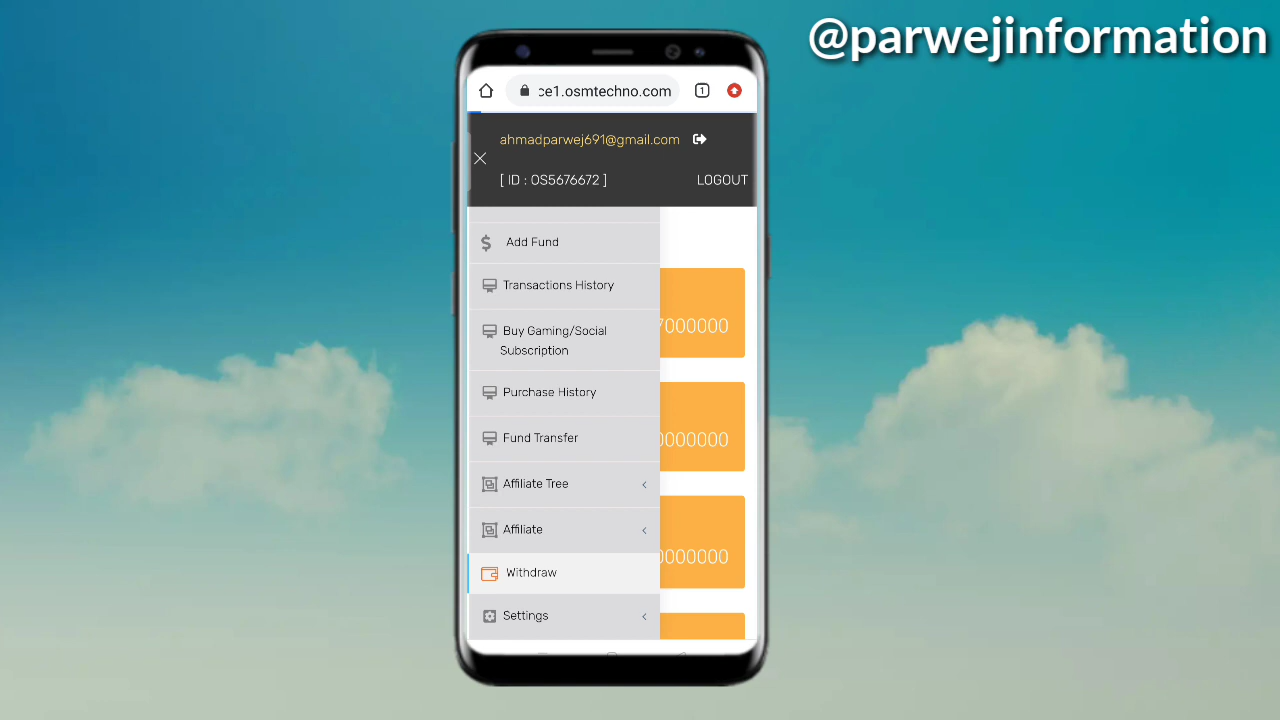 @parwejinformation
ce1.osmtechno.com
1
ahmadparwej691@gmail.com
[ ID : OS5676672 ]
LOGOUT
Add Fund
Transactions History
7000000
Buy Gaming/Social
Subscription
Purchase History
Fund Transfer
0000000
Affiliate Tree
Affiliate
0000000
Withdraw
Settings